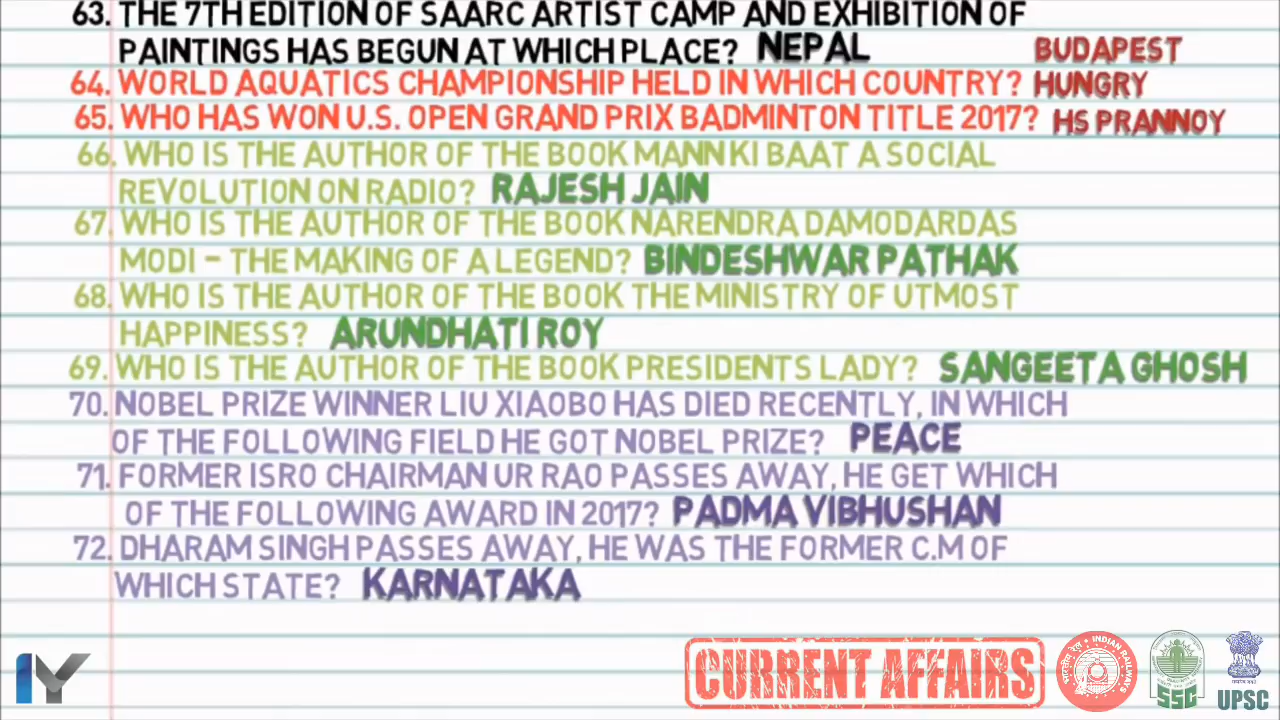 63. THE 7TH EDITION OF SAARC ARTIST CAMP AND EXHIBITION OF
PAINTINGS HAS BEGUN AT WHICH PLACE? NEPAL
BUDAPEST
64. WORLD AQUATICS CHAMPIONSHIP HELD IN WHICH COUNTRY? HUNGRY
65. WHO HAS WON U.S. OPEN GRAND PRIX BADMINTON TITLE 2017? HS PRANNOY
66. WHO IS THE AUTHOR OF THE BOOK MANN KI BAAT A SOCIAL
REVOLUTION ON RADIO? RAJESH JAIN
67. WHO IS THE AUTHOR OF THE BOOK NARENDRA DAMODARDAS
MODI - THE MAKING OF A LEGEND? BINDESHWAR PATHAK
68. WHO IS THE AUTHOR OF THE BOOK THE MINISTRY OF UTMOST
HAPPINESS? ARUNDHATI ROY
69. WHO IS THE AUTHOR OF THE BOOK PRESIDENTS LADY? SANGEETA GHOSH
70. NOBEL PRIZE WINNER LIU XIAOBO HAS DIED RECENTLY, IN WHICH
OF THE FOLLOWING FIELD HE GOT NOBEL PRIZE? PEACE
71. FORMER ISRO CHAIRMAN UR RAO PASSES AWAY, HE GET WHICH
OF THE FOLLOWING AWARD IN 2017? PADMA VIBHUSHAN
72. DHARAM SINGH PASSES AWAY, HE WAS THE FORMER C.M OF
WHICH STATE? KARNATAKA
IY
CURRENT AFFAIRS
INDIAN RAILWAYS
SSC
UPSC